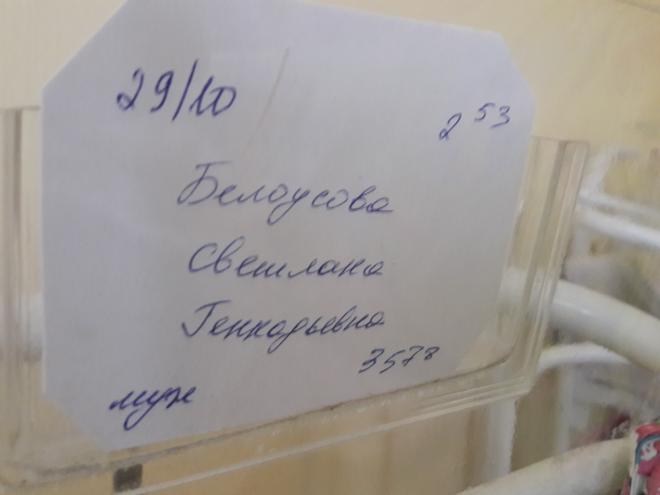 29/10
2 53
Белоусова
Светлана
Геннадьевна
3578
муж